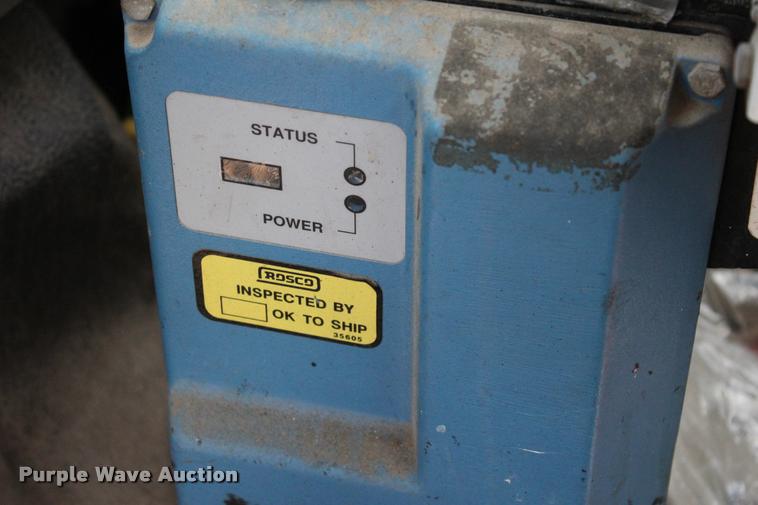 STATUS
POWER
ROSCO
INSPECTED BY
OK TO SHIP
35605
Purple Wave Auction